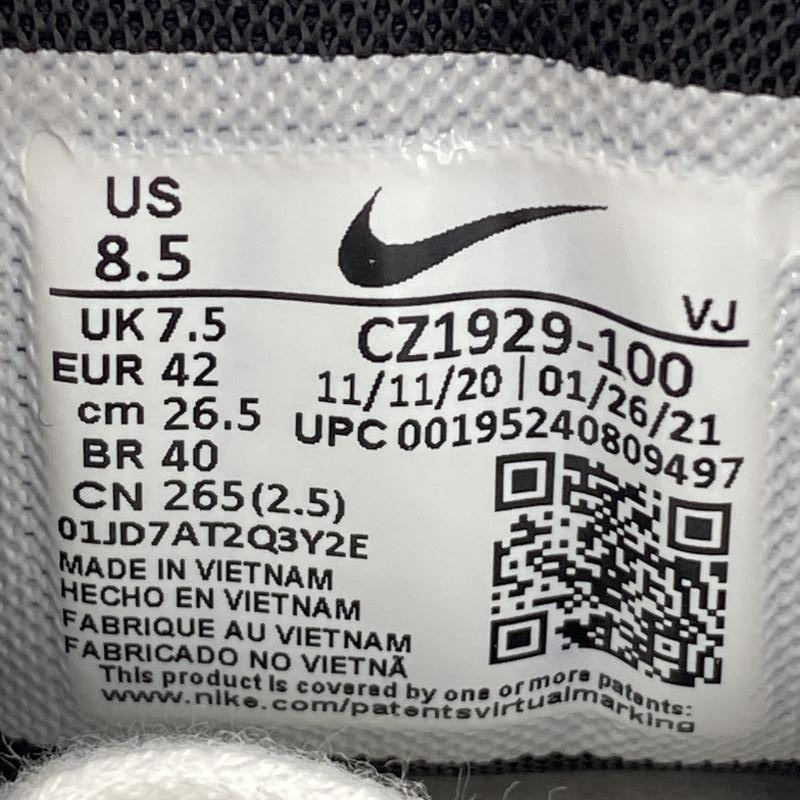 US
8.5
VJ
UK 7.5
CZ1929-100
EUR 42
11/11/20 | 01/26/21
cm 26.5
UPC 00195240809497
BR 40
CN 265(2.5)
01JD7AT2Q3Y2E
MADE IN VIETNAM
HECHO EN VIETNAM
FABRIQUE AU VIETNAM
FABRICADO NO VIETNÃ
This product is covered by one or more patents:
www.nike.com/patentsvirtualmarking